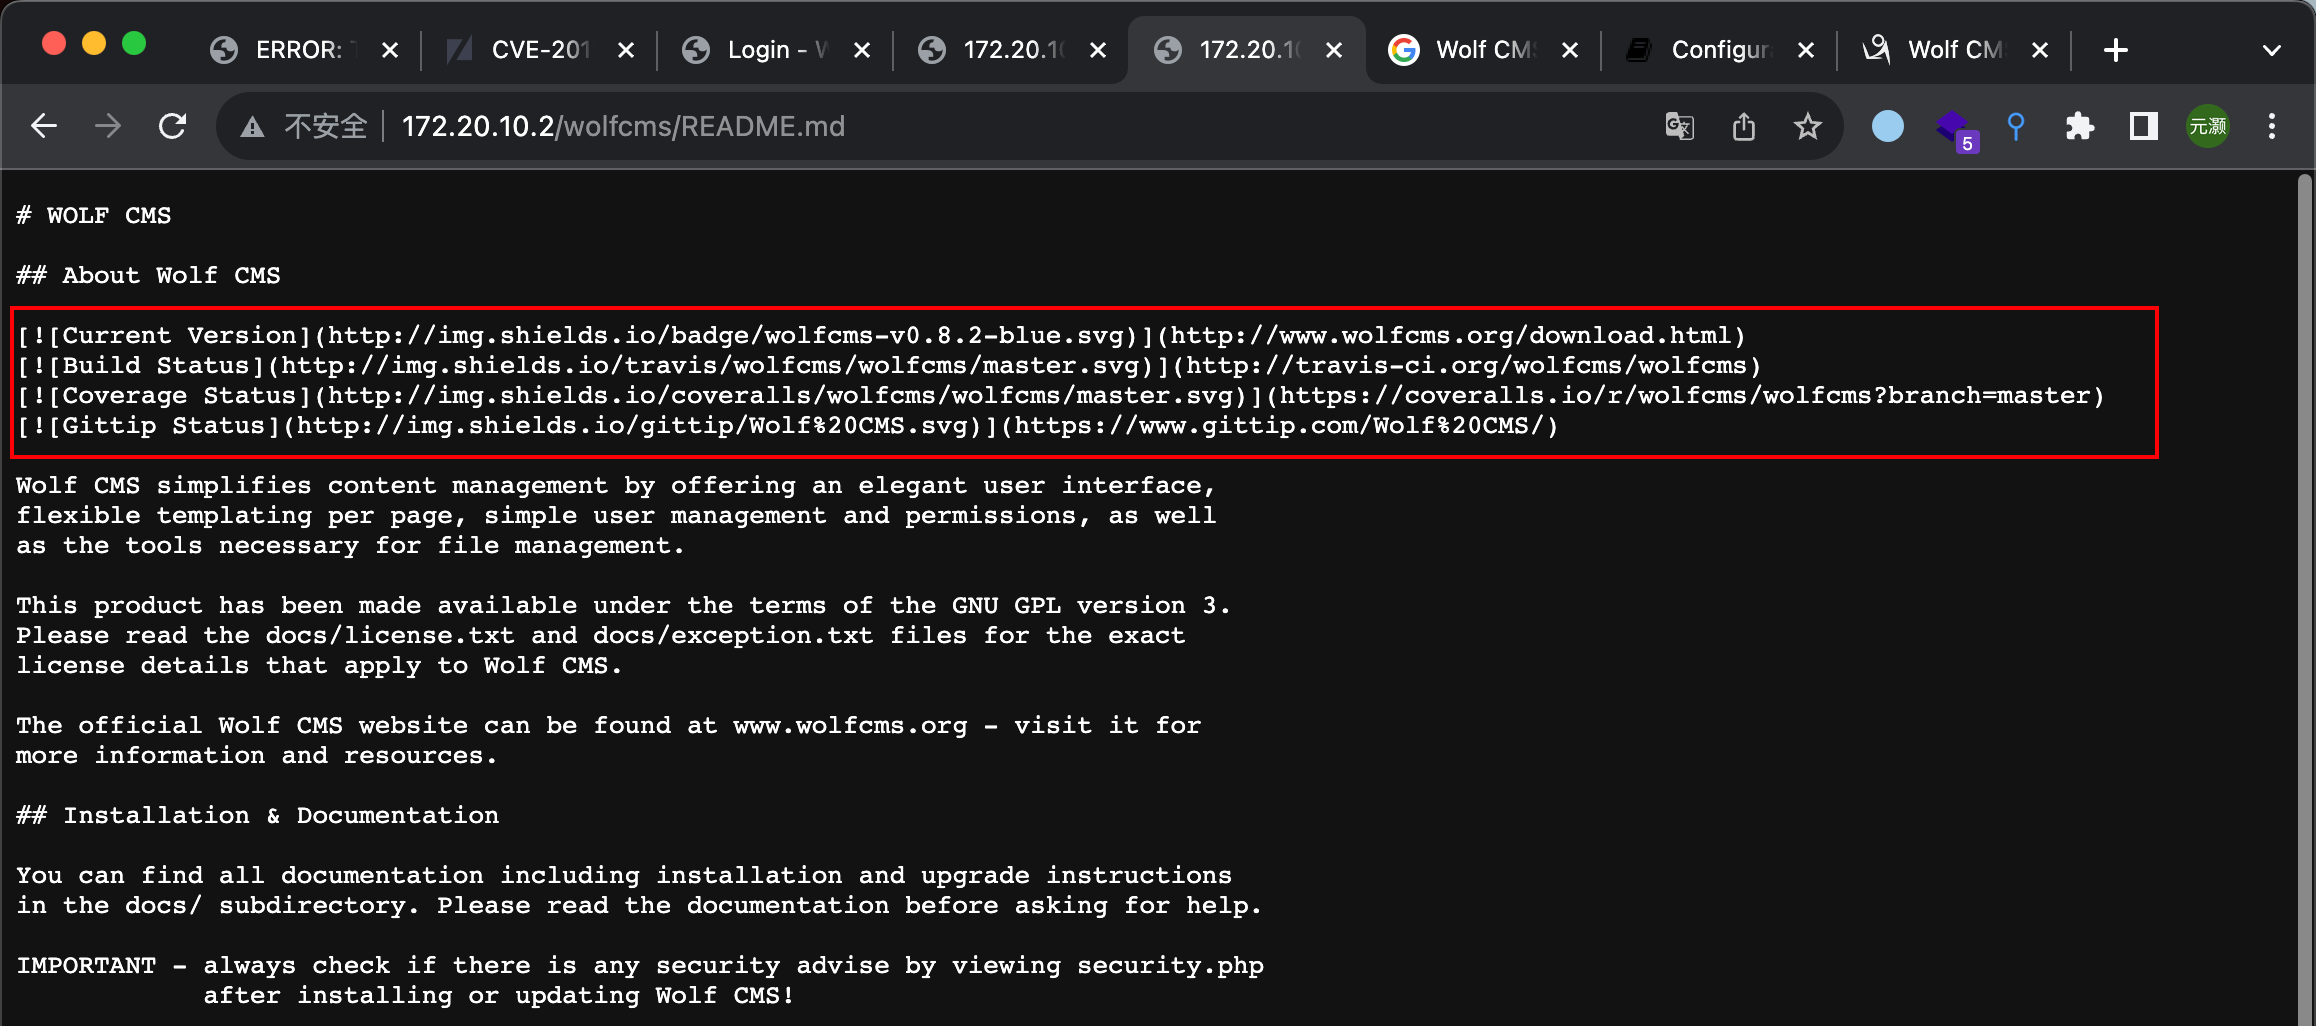 ERROR: T
CVE-201
Login - W
172.20.10
172.20.10
Wolf CM
Configur
Wolf CM
不安全
172.20.10.2/wolfcms/README.md
5
元灏
# WOLF CMS
## About Wolf CMS
[![Current Version](http://img.shields.io/badge/wolfcms-v0.8.2-blue.svg)](http://www.wolfcms.org/download.html)
[![Build Status](http://img.shields.io/travis/wolfcms/wolfcms/master.svg)](http://travis-ci.org/wolfcms/wolfcms)
[![Coverage Status](http://img.shields.io/coveralls/wolfcms/wolfcms/master.svg)](https://coveralls.io/r/wolfcms/wolfcms?branch=master)
[![Gittip Status](http://img.shields.io/gittip/Wolf%20CMS.svg)](https://www.gittip.com/Wolf%20CMS/)
Wolf CMS simplifies content management by offering an elegant user interface,
flexible templating per page, simple user management and permissions, as well
as the tools necessary for file management.
This product has been made available under the terms of the GNU GPL version 3.
Please read the docs/license.txt and docs/exception.txt files for the exact
license details that apply to Wolf CMS.
The official Wolf CMS website can be found at www.wolfcms.org - visit it for
more information and resources.
## Installation & Documentation
You can find all documentation including installation and upgrade instructions
in the docs/ subdirectory. Please read the documentation before asking for help.
IMPORTANT - always check if there is any security advise by viewing security.php
after installing or updating Wolf CMS!